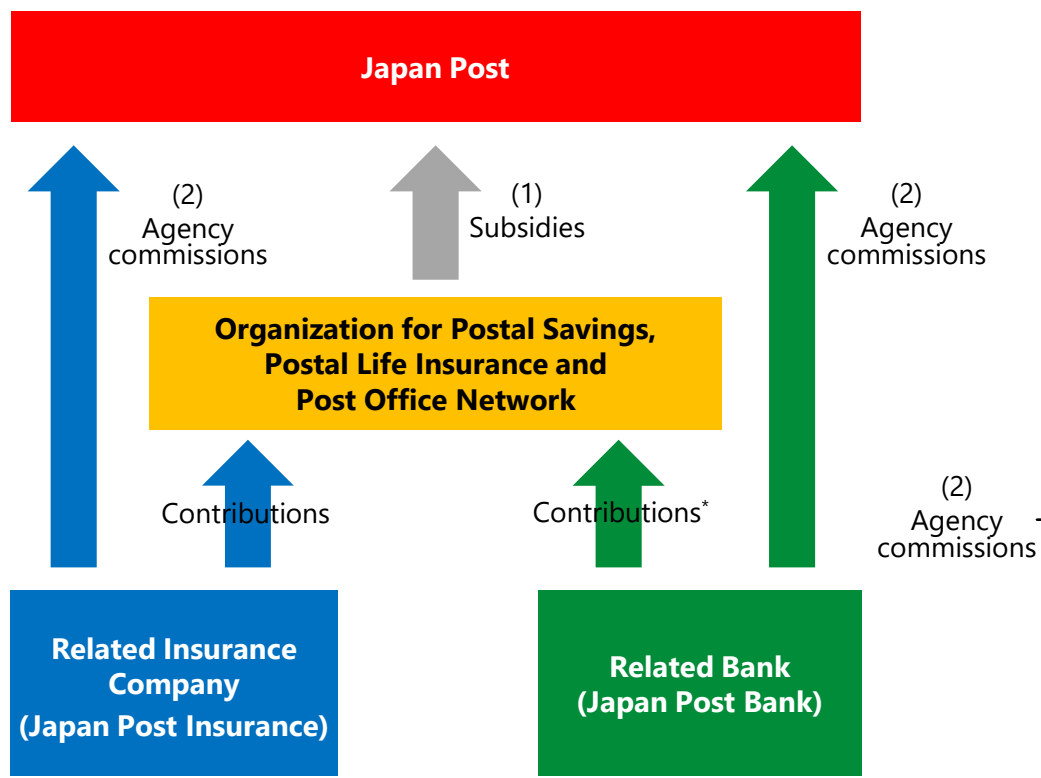 Japan Post
(2)
Agency
commissions
(1)
Subsidies
(2)
Agency
commissions
Organization for Postal Savings,
Postal Life Insurance and
Post Office Network
Contributions
Contributions*
(2)
Agency
commissions
Related Insurance
Company
(Japan Post Insurance)
Related Bank
(Japan Post Bank)